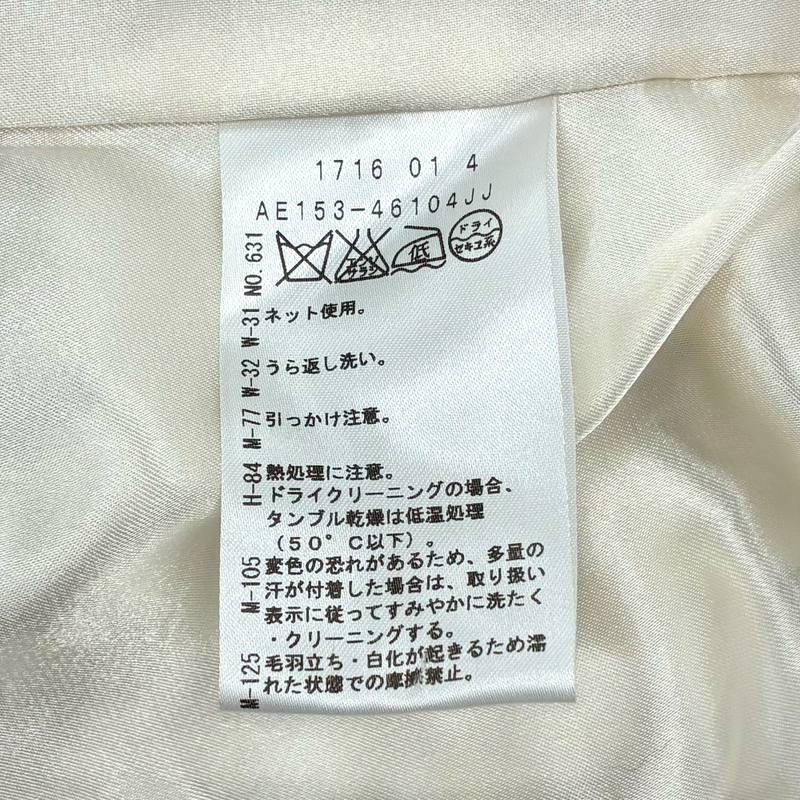 1716 01 4
AE153-46104JJ
エンソ
サラシ
低
ドライ
セキユ系
NO.631
W-31
ネット使用。
W-32
うら返し洗い。
M-77
引っかけ注意。
H-84
熱処理に注意。
ドライクリーニングの場合、
タンブル乾燥は低温処理
(50°C以下)。
M-105
変色の恐れがあるため、多量の
汗が付着した場合は、取り扱い
表示に従ってすみやかに洗たく
・クリーニングする。
M-125
毛羽立ち・白化が起きるため濡
れた状態での摩擦禁止。